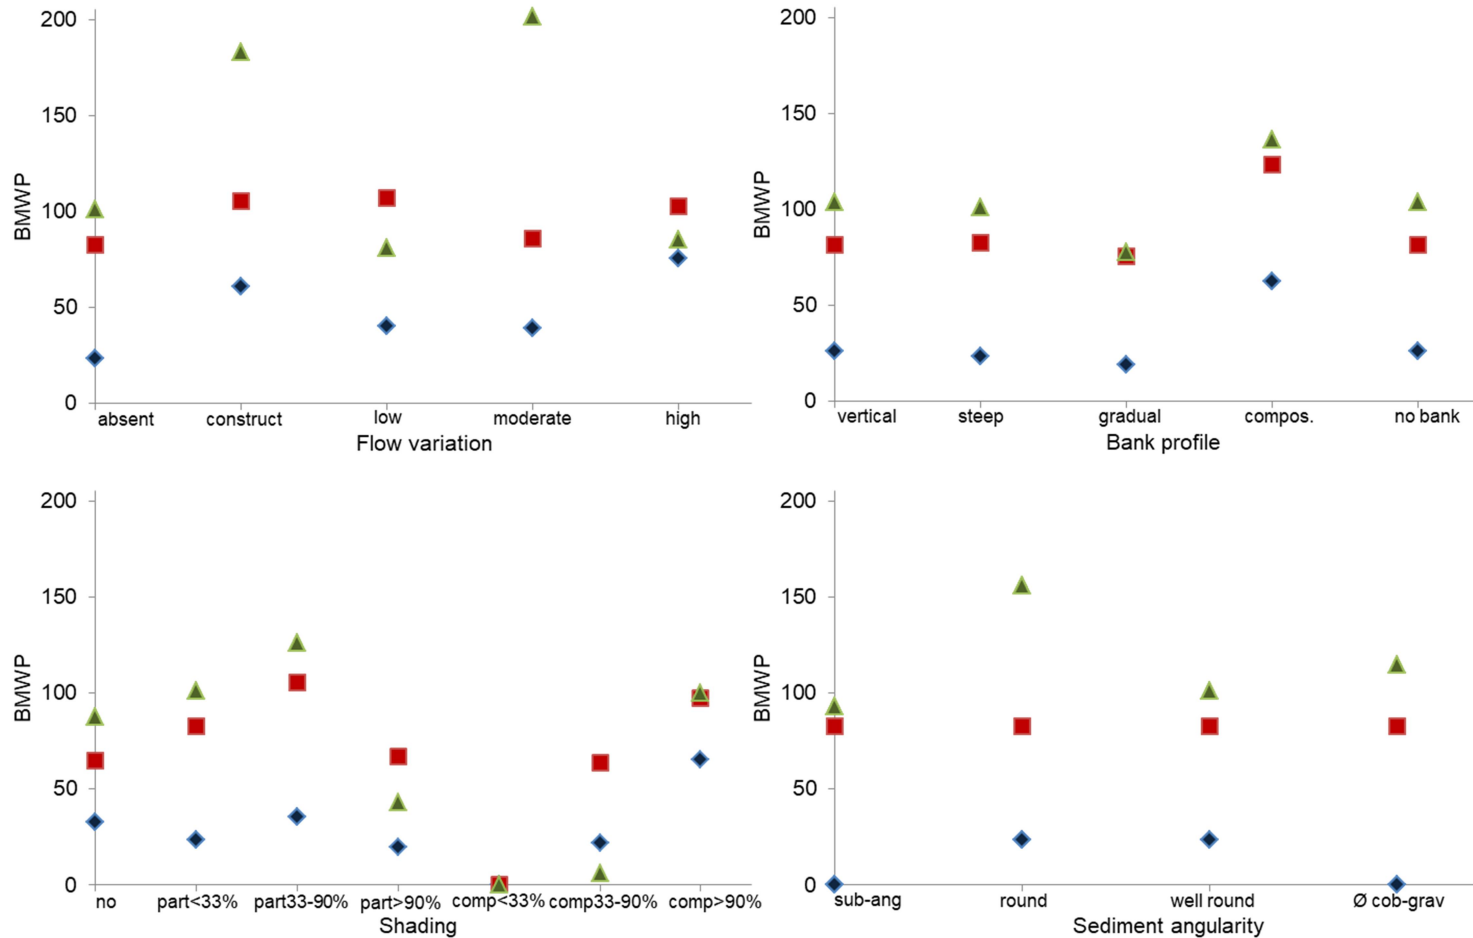 200
150
100
50
0
BMWP
absent construct low moderate high
Flow variation
200
150
100
50
0
BMWP
vertical steep gradual compos. no bank
Bank profile
200
150
100
50
0
BMWP
no part<33% part33-90% part>90% comp<33% comp33-90% comp>90%
Shading
200
150
100
50
0
BMWP
sub-ang round well round Ø cob-grav
Sediment angularity